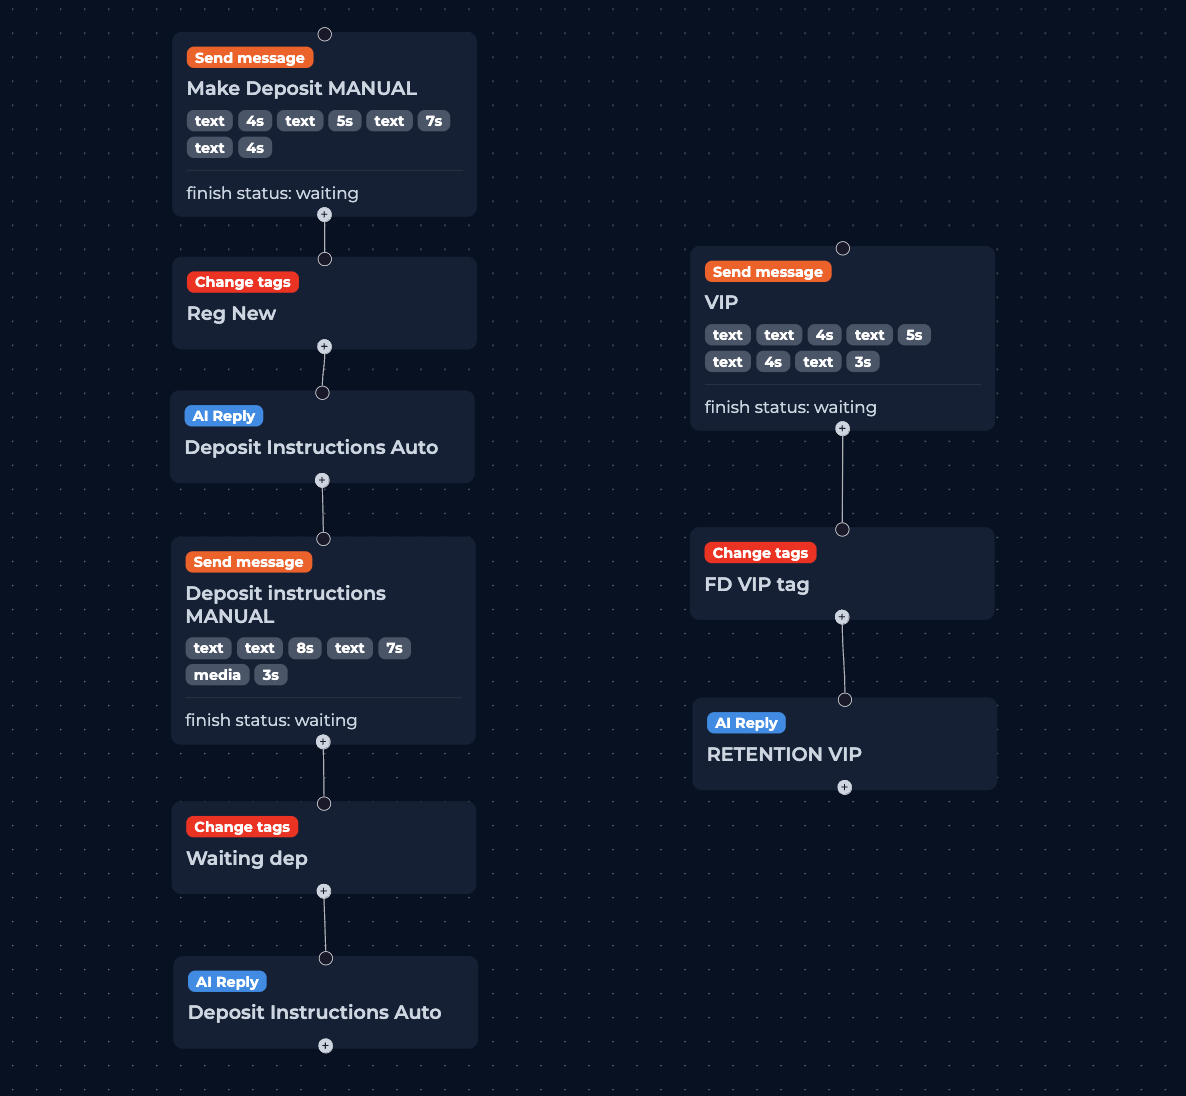 Send message
Make Deposit MANUAL
text 4s text 5s text 7s
text 4s
finish status: waiting
Change tags
Reg New
AI Reply
Deposit Instructions Auto
Send message
Deposit instructions
MANUAL
text text 8s text 7s
media 3s
finish status: waiting
Change tags
Waiting dep
AI Reply
Deposit Instructions Auto
Send message
VIP
text text 4s text 5s
text 4s text 3s
finish status: waiting
Change tags
FD VIP tag
AI Reply
RETENTION VIP